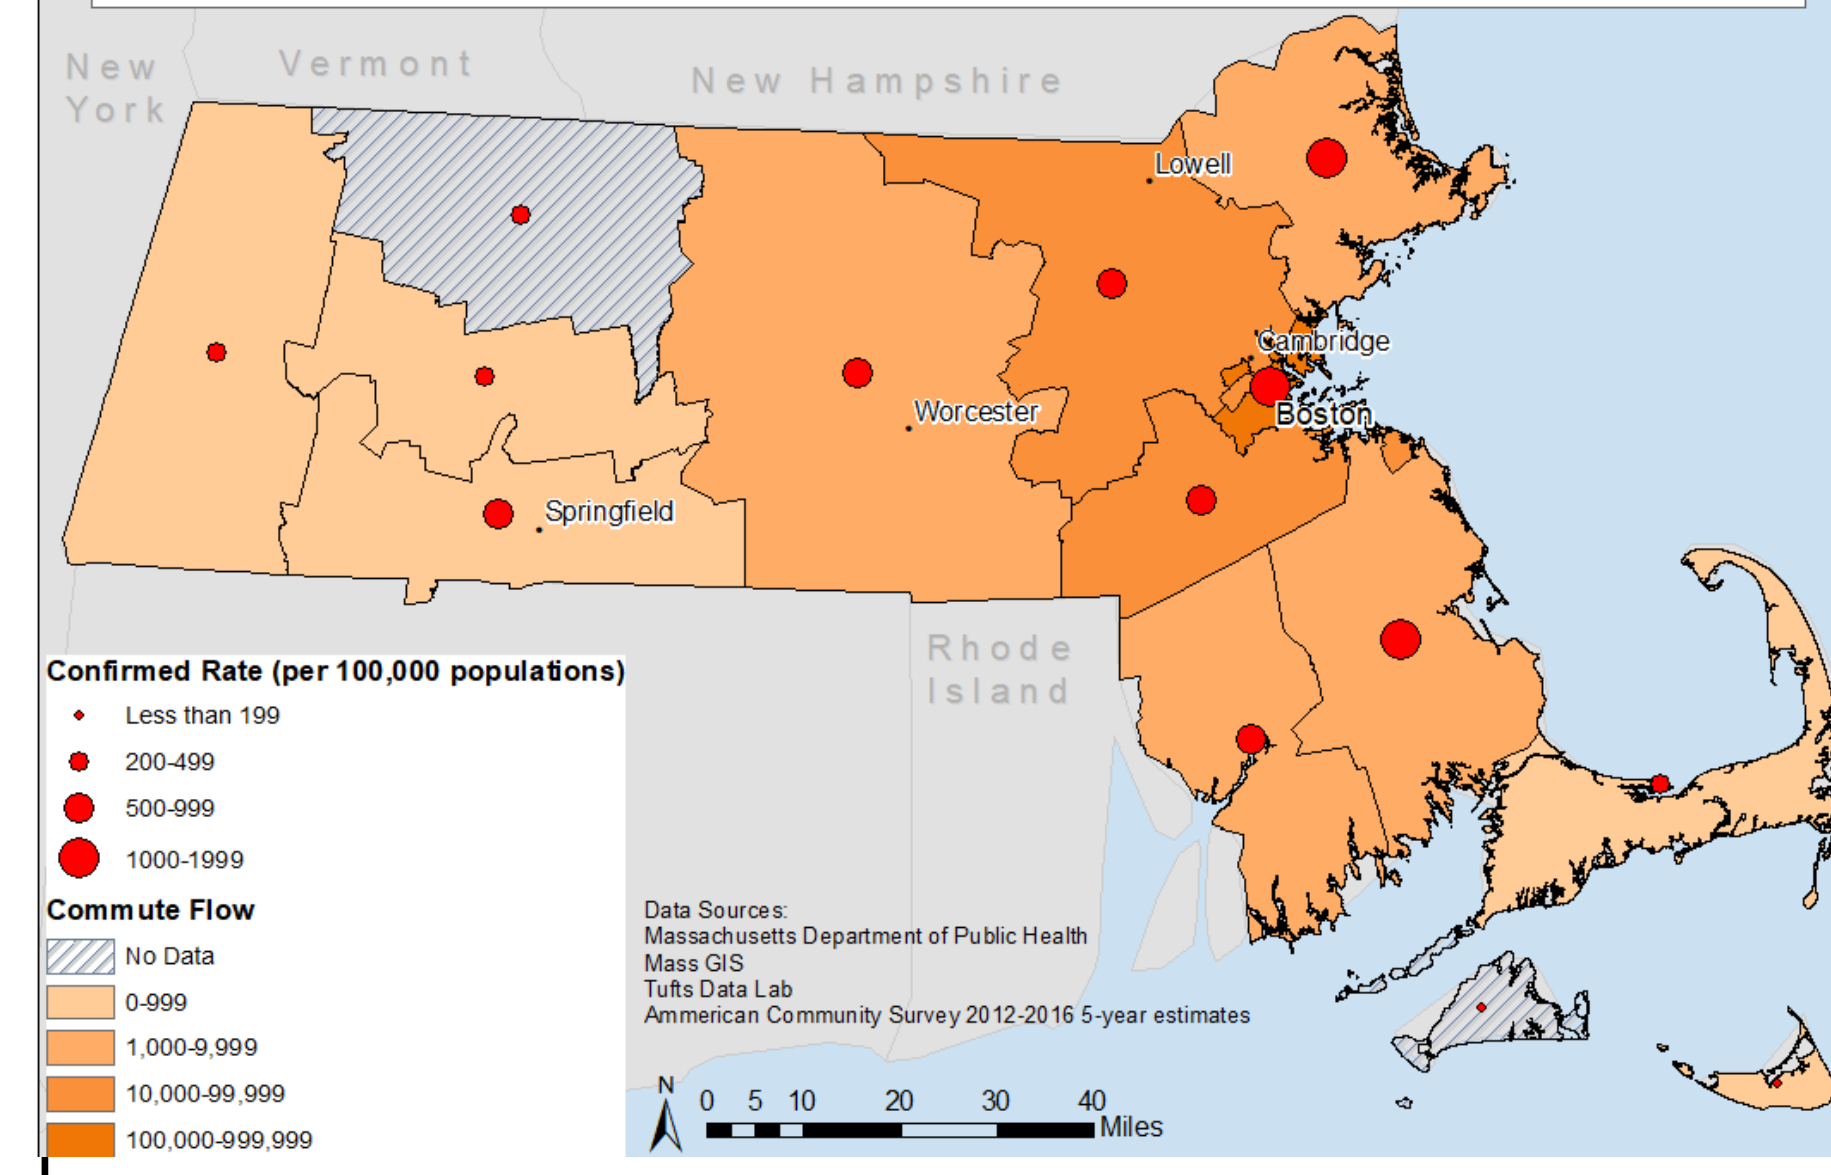 New
York
Vermont
New Hampshire
Lowell
Cambridge
Boston
Worcester
Springfield
Rhode
Island
Confirmed Rate (per 100,000 populations)
Less than 199
200-499
500-999
1000-1999
Commute Flow
No Data
0-999
1,000-9,999
10,000-99,999
100,000-999,999
Data Sources:
Massachusetts Department of Public Health
Mass GIS
Tufts Data Lab
Ammerican Community Survey 2012-2016 5-year estimates
N
0 5 10 20 30 40
Miles